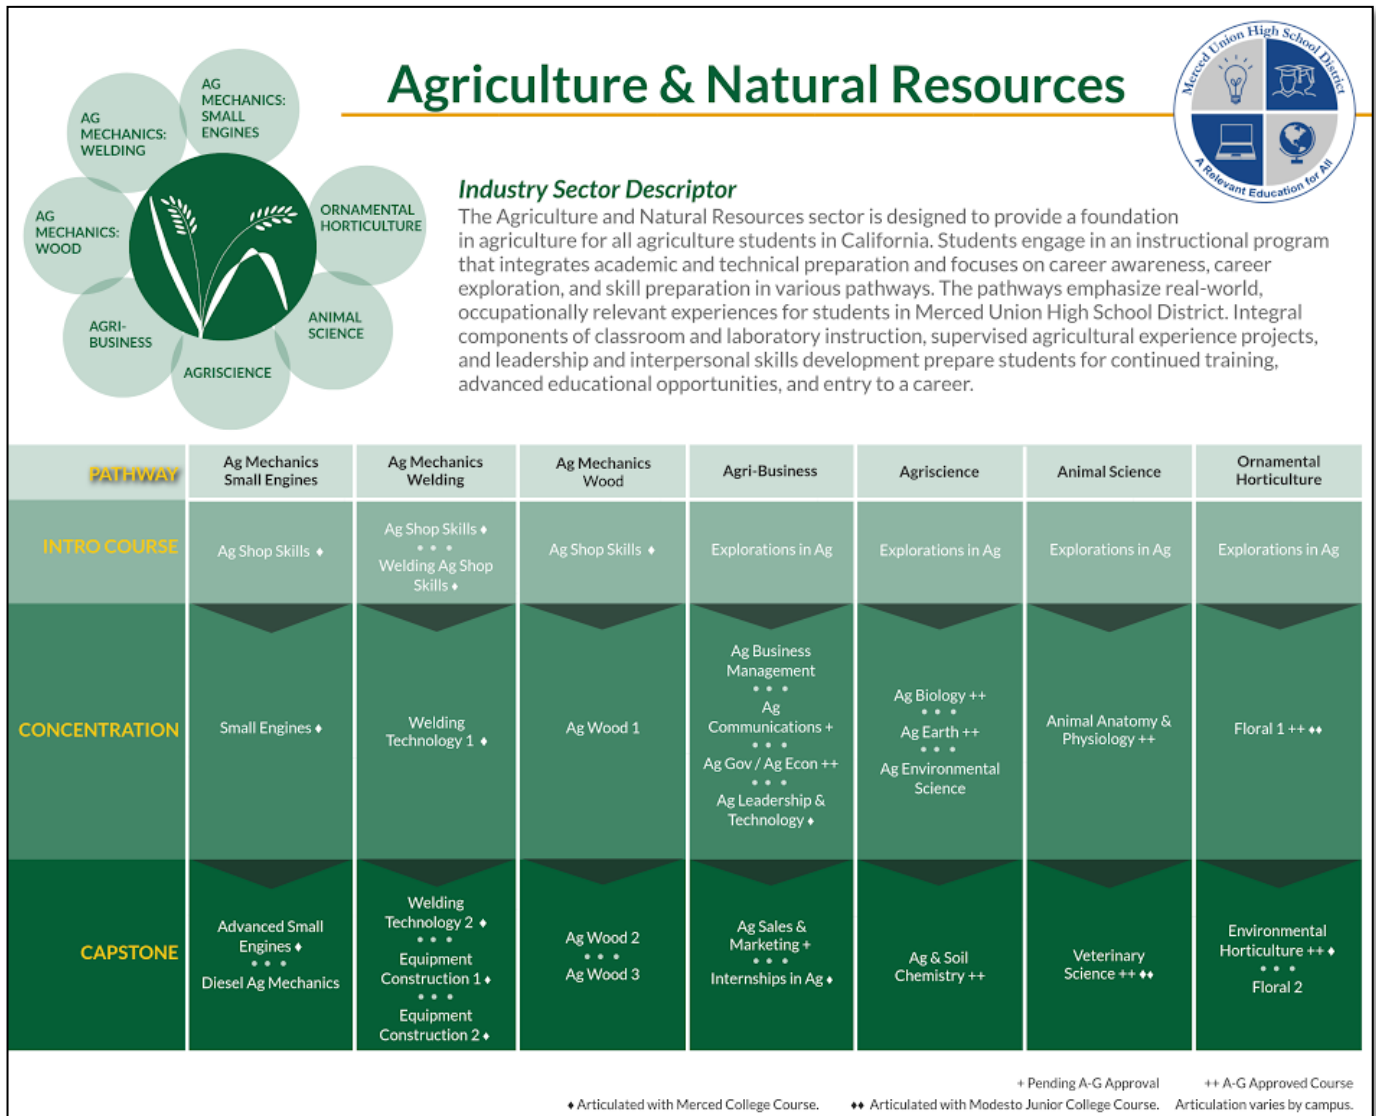 Agriculture & Natural Resources
Merced Union High School District
A Relevant Education for All
AG
MECHANICS:
SMALL
ENGINES
AG
MECHANICS:
WELDING
AG
MECHANICS:
WOOD
AGRI-
BUSINESS
AGRISCIENCE
ANIMAL
SCIENCE
ORNAMENTAL
HORTICULTURE
Industry Sector Descriptor
The Agriculture and Natural Resources sector is designed to provide a foundation
in agriculture for all agriculture students in California. Students engage in an instructional program
that integrates academic and technical preparation and focuses on career awareness, career
exploration, and skill preparation in various pathways. The pathways emphasize real-world,
occupationally relevant experiences for students in Merced Union High School District. Integral
components of classroom and laboratory instruction, supervised agricultural experience projects,
and leadership and interpersonal skills development prepare students for continued training,
advanced educational opportunities, and entry to a career.
PATHWAY
Ag Mechanics
Small Engines
Ag Mechanics
Welding
Ag Mechanics
Wood
Agri-Business
Agriscience
Animal Science
Ornamental
Horticulture
INTRO COURSE
Ag Shop Skills ♦
Ag Shop Skills ♦
• • •
Welding Ag Shop
Skills ♦
Ag Shop Skills ♦
Explorations in Ag
Explorations in Ag
Explorations in Ag
Explorations in Ag
CONCENTRATION
Small Engines ♦
Welding
Technology 1 ♦
Ag Wood 1
Ag Business
Management
• • •
Ag
Communications +
• • •
Ag Gov / Ag Econ ++
• • •
Ag Leadership &
Technology ♦
Ag Biology ++
• • •
Ag Earth ++
• • •
Ag Environmental
Science
Animal Anatomy &
Physiology ++
Floral 1 ++ ♦♦
CAPSTONE
Advanced Small
Engines ♦
• • •
Diesel Ag Mechanics
Welding
Technology 2 ♦
• • •
Equipment
Construction 1 ♦
• • •
Equipment
Construction 2 ♦
Ag Wood 2
• • •
Ag Wood 3
Ag Sales &
Marketing +
• • •
Internships in Ag ♦
Ag & Soil
Chemistry ++
Veterinary
Science ++ ♦♦
Environmental
Horticulture ++ ♦
• • •
Floral 2
+ Pending A-G Approval ++ A-G Approved Course
♦ Articulated with Merced College Course. ♦♦ Articulated with Modesto Junior College Course. Articulation varies by campus.